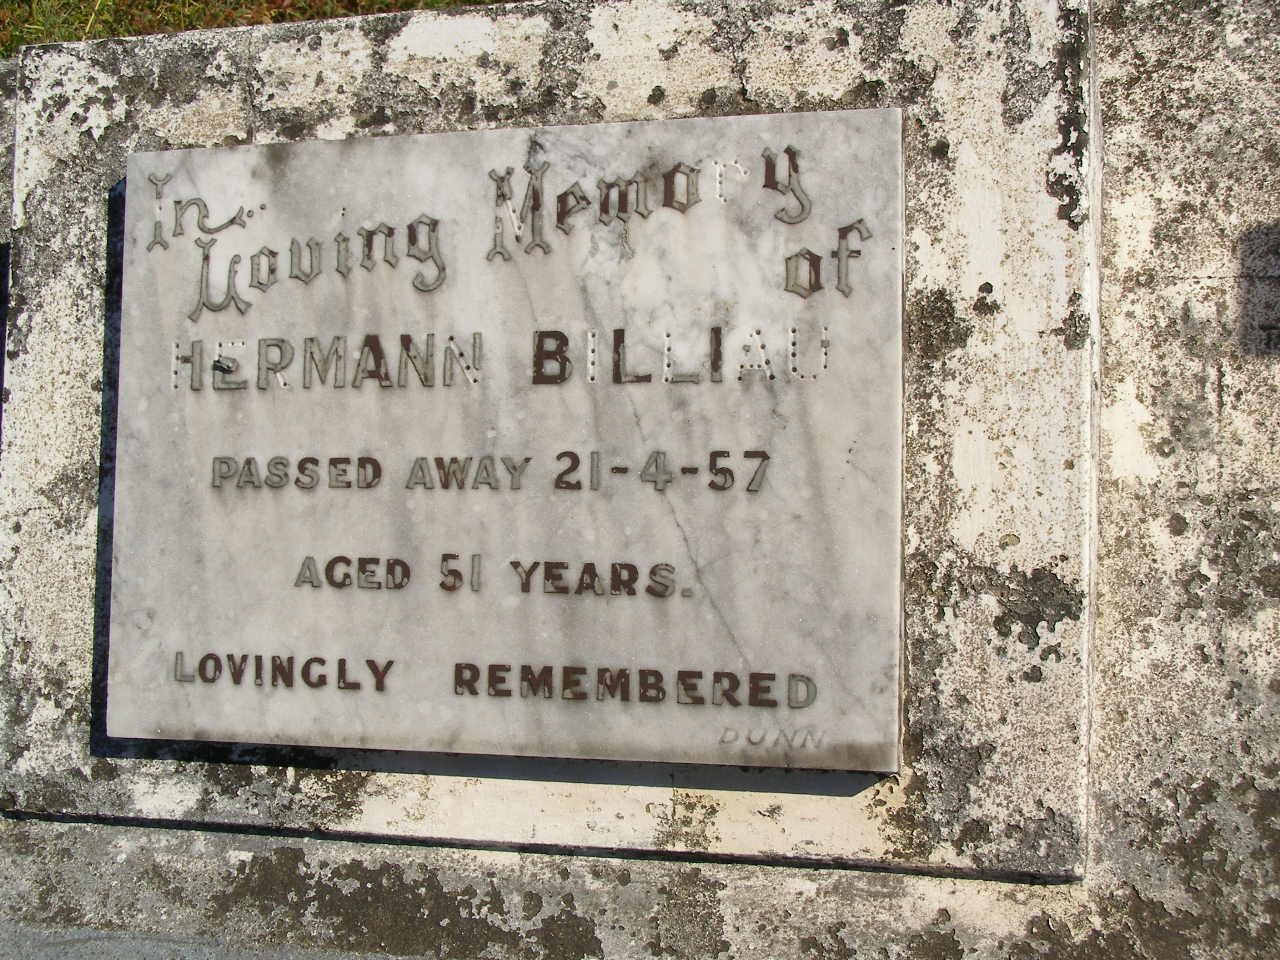 In Loving Memory of
HERMANN BILLIAU
PASSED AWAY 21-4-57
AGED 51 YEARS.
LOVINGLY REMEMBERED
DUNN